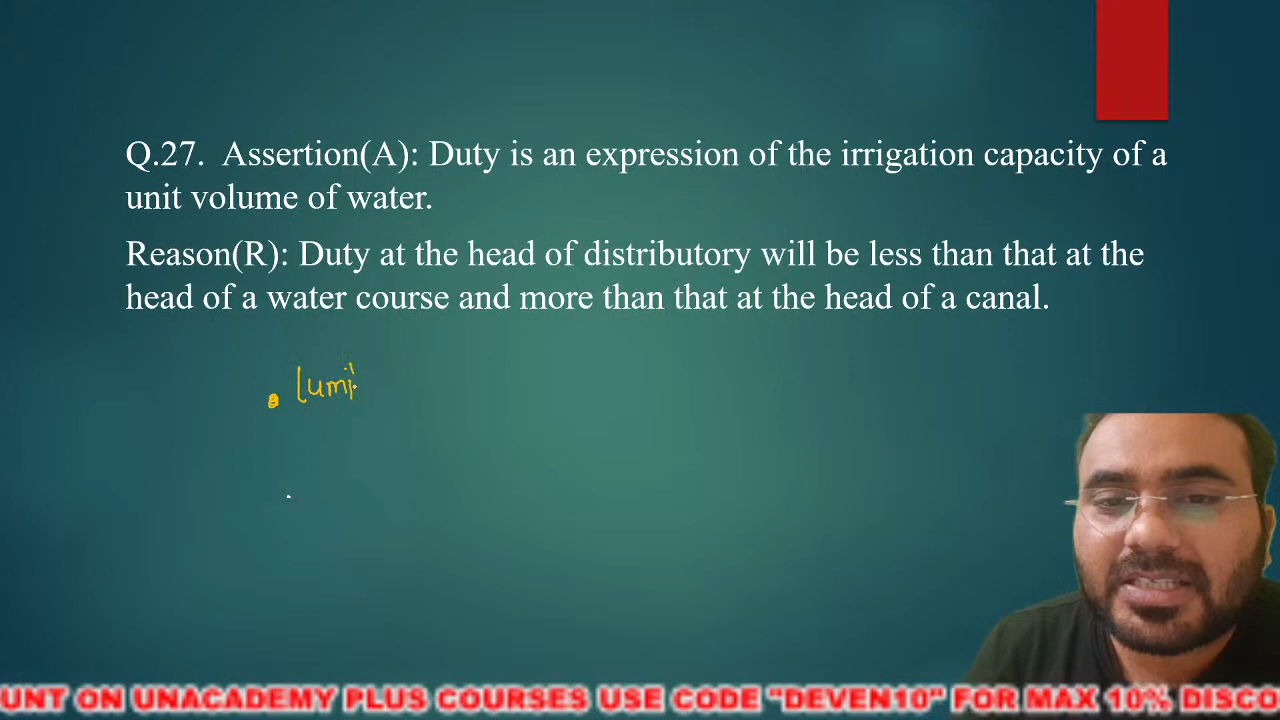 Q.27. Assertion(A): Duty is an expression of the irrigation capacity of a
unit volume of water.
Reason(R): Duty at the head of distributory will be less than that at the
head of a water course and more than that at the head of a canal.
UNT ON UNACADEMY PLUS COURSES USE CODE "DEVEN10" FOR MAX 10% DISCO